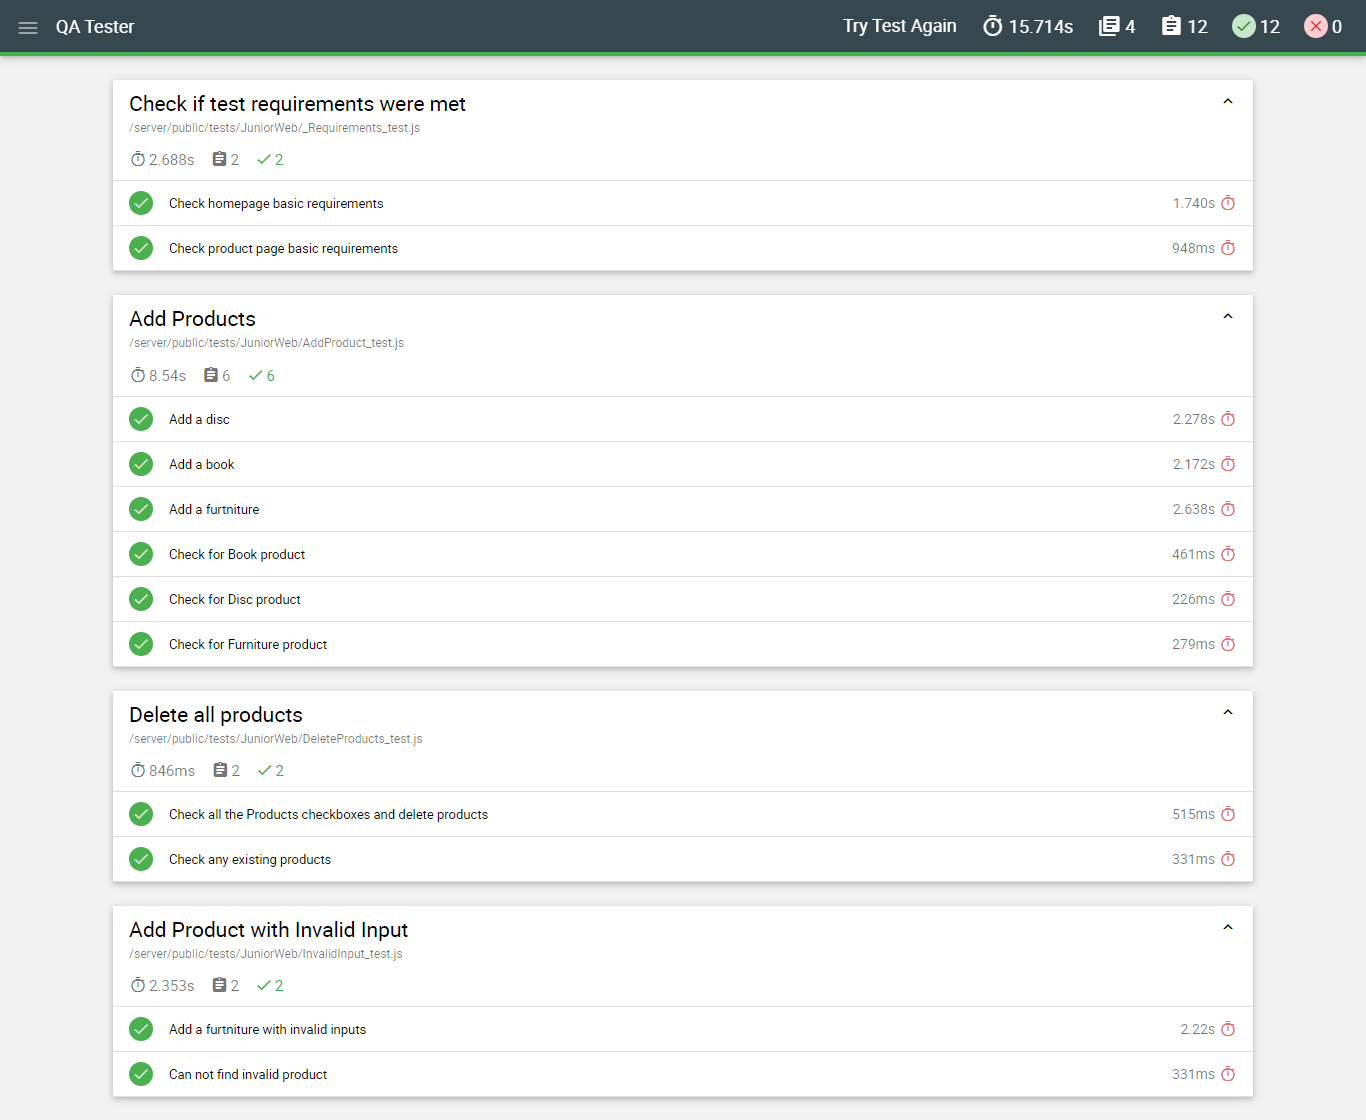 QA Tester
Try Test Again 15.714s 4 12 12 0
Check if test requirements were met
/server/public/tests/JuniorWeb/_Requirements_test.js
2.688s 2 2
Check homepage basic requirements 1.740s
Check product page basic requirements 948ms
Add Products
/server/public/tests/JuniorWeb/AddProduct_test.js
8.54s 6 6
Add a disc 2.278s
Add a book 2.172s
Add a furtniture 2.638s
Check for Book product 461ms
Check for Disc product 226ms
Check for Furniture product 279ms
Delete all products
/server/public/tests/JuniorWeb/DeleteProducts_test.js
846ms 2 2
Check all the Products checkboxes and delete products 515ms
Check any existing products 331ms
Add Product with Invalid Input
/server/public/tests/JuniorWeb/InvalidInput_test.js
2.353s 2 2
Add a furtniture with invalid inputs 2.22s
Can not find invalid product 331ms